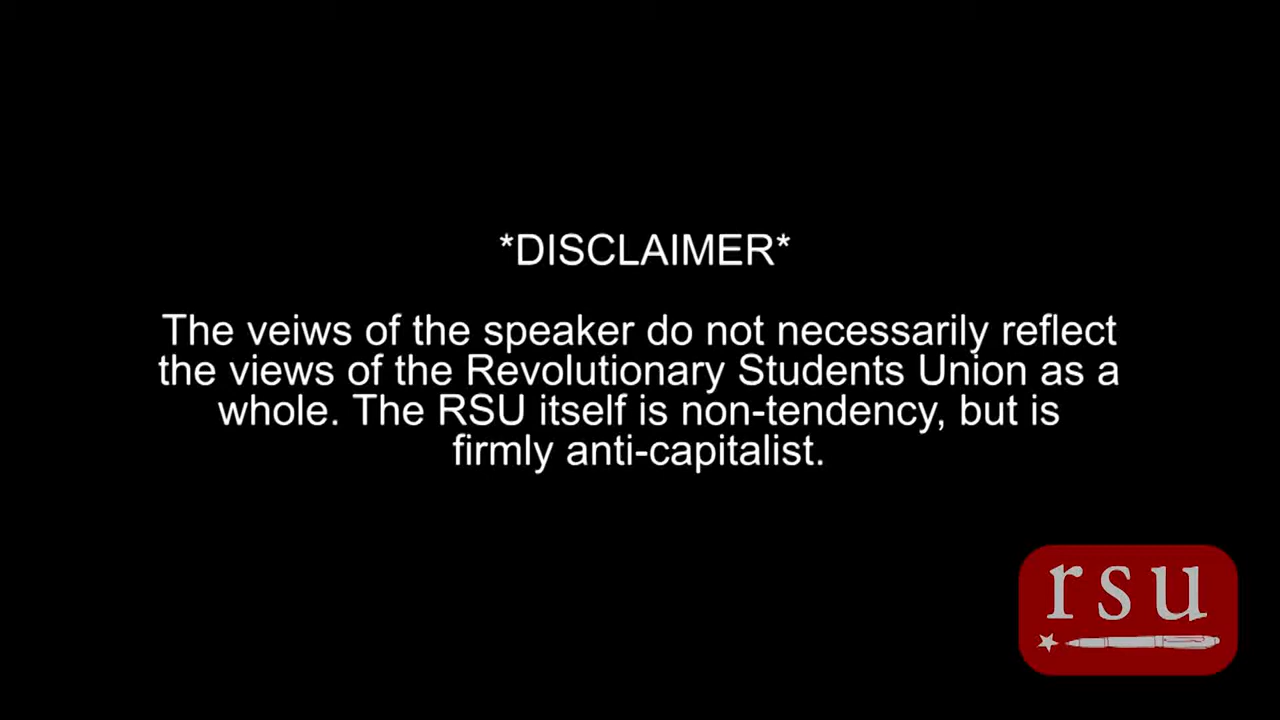 *DISCLAIMER*
The veiws of the speaker do not necessarily reflect
the views of the Revolutionary Students Union as a
whole. The RSU itself is non-tendency, but is
firmly anti-capitalist.
rsu